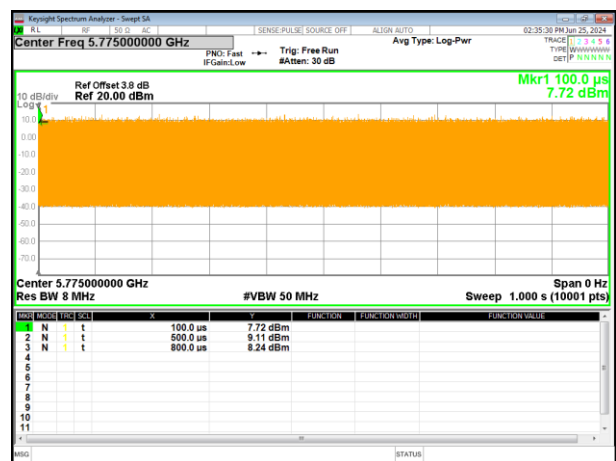 Keysight Spectrum Analyzer - Swept SA
RL RF 50 Ω AC SENSE:PULSE SOURCE OFF ALIGN AUTO 02:35:30 PM Jun 25, 2024
Center Freq 5.775000000 GHz Avg Type: Log-Pwr TRACE 1 2 3 4 5 6
PNO: Fast Trig: Free Run TYPE WWWWWW
IFGain:Low #Atten: 30 dB DET P N N N N N
Mkr1 100.0 µs
Ref Offset 3.8 dB 7.72 dBm
10 dB/div Ref 20.00 dBm
Log
1
10.0
0.00
-10.0
-20.0
-30.0
-40.0
-50.0
-60.0
-70.0
Center 5.775000000 GHz Span 0 Hz
Res BW 8 MHz #VBW 50 MHz Sweep 1.000 s (10001 pts)
MKR MODE TRC SCL X Y FUNCTION FUNCTION WIDTH FUNCTION VALUE
1 N 1 t 100.0 µs 7.72 dBm
2 N 1 t 500.0 µs 9.11 dBm
3 N 1 t 800.0 µs 8.24 dBm
4
5
6
7
8
9
10
11
MSG STATUS